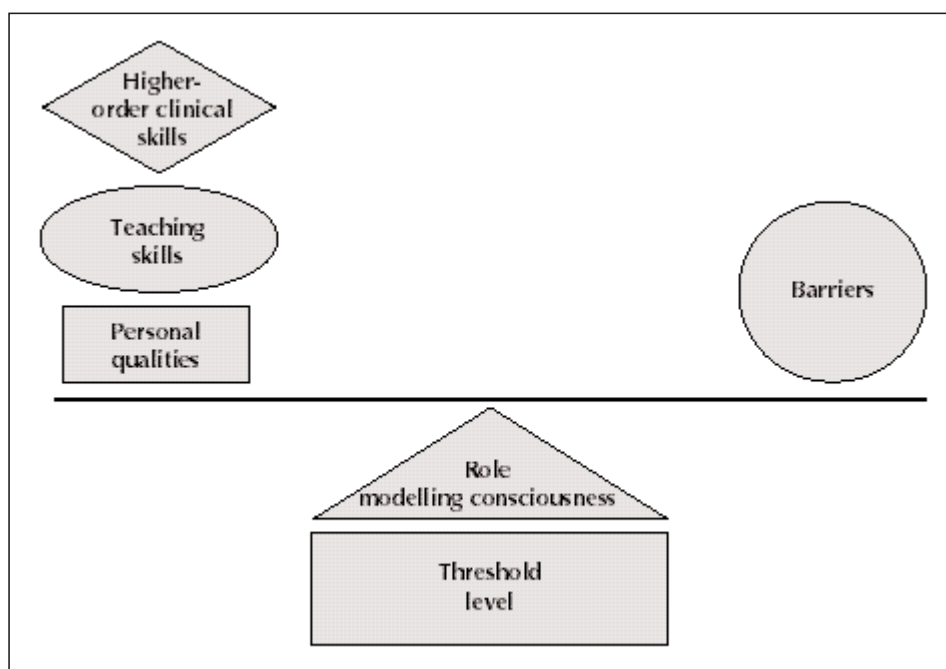 Higher-
order clinical
skills
Teaching
skills
Personal
qualities
Barriers
Role
modelling consciousness
Threshold
level